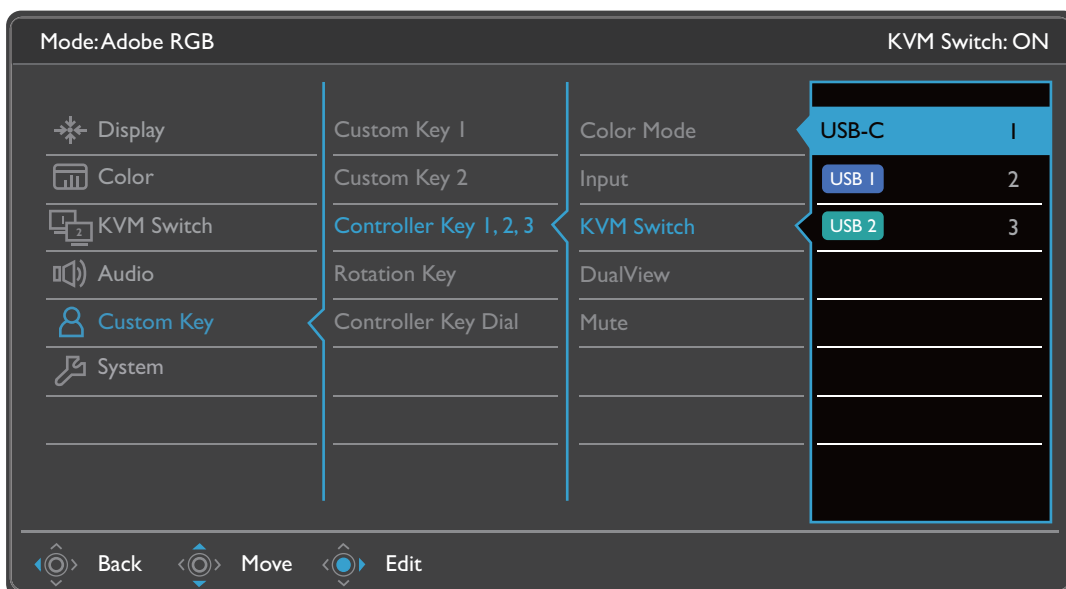 Mode: Adobe RGB KVM Switch: ON
Display Custom Key 1 Color Mode USB-C 1
Color Custom Key 2 Input USB 1 2
1 2 KVM Switch Controller Key 1, 2, 3 KVM Switch USB 2 3
Audio Rotation Key DualView
Custom Key Controller Key Dial Mute
System
Back Move Edit